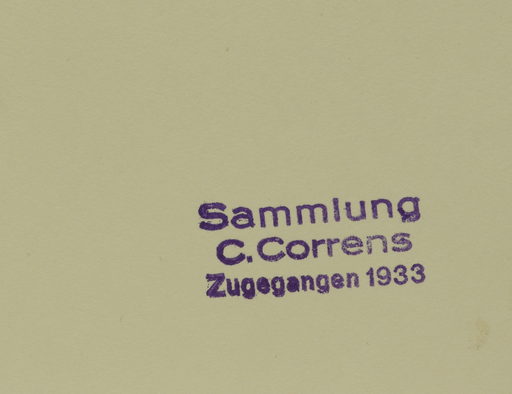 Sammlung
C. Correns
Zugegangen 1933